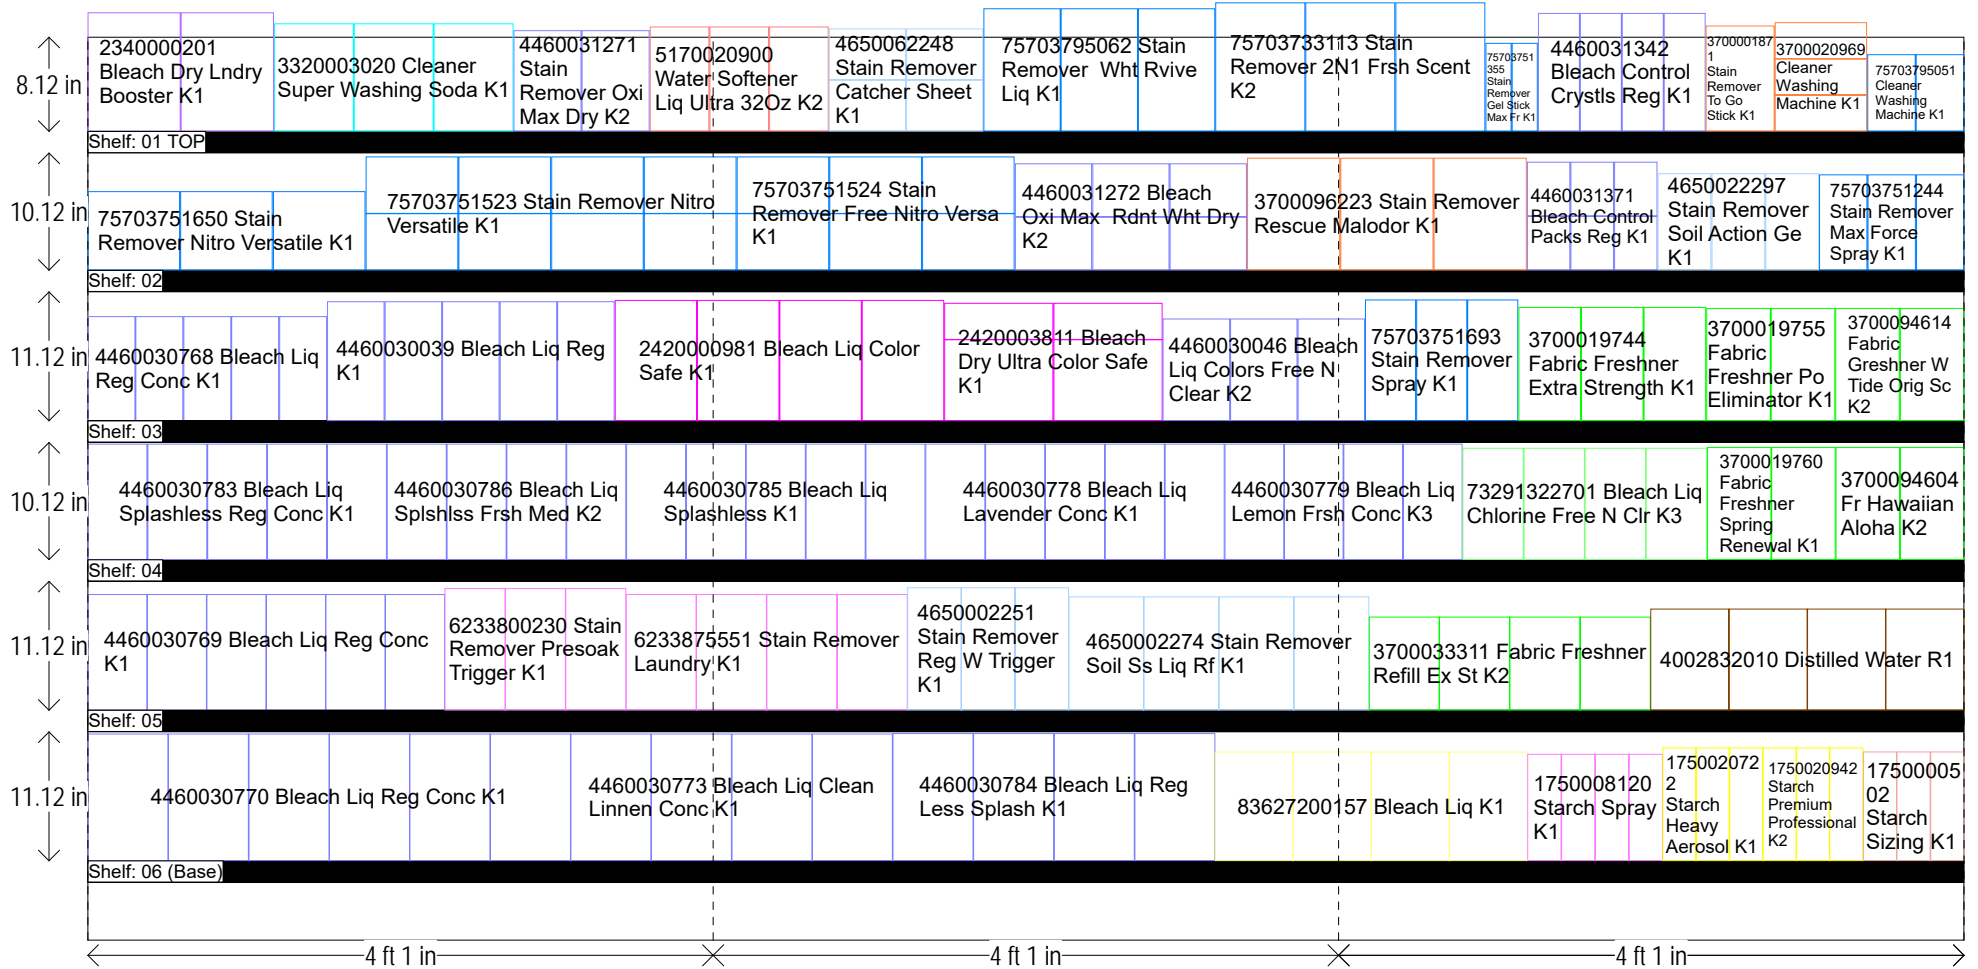 8.12 in
2340000201
Bleach Dry Lndry
Booster K1
3320003020 Cleaner
Super Washing Soda K1
4460031271
Stain
Remover Oxi
Max Dry K2
5170020900
Water Softener
Liq Ultra 32Oz K2
4650062248
Stain Remover
Catcher Sheet
K1
75703795062 Stain
Remover  Wht Rvive
Liq K1
75703733113 Stain
Remover 2N1 Frsh Scent
K2
75703751
355
Stain
Remover
Gel Stick
Max Fr K1
4460031342
Bleach Control
Crystls Reg K1
370000187
1
Stain
Remover
To Go
Stick K1
3700020969
Cleaner
Washing
Machine K1
75703795051
Cleaner
Washing
Machine K1
Shelf: 01 TOP
10.12 in
75703751650 Stain
Remover Nitro Versatile K1
75703751523 Stain Remover Nitro
Versatile K1
75703751524 Stain
Remover Free Nitro Versa
K1
4460031272 Bleach
Oxi Max  Rdnt Wht Dry
K2
3700096223 Stain Remover
Rescue Malodor K1
4460031371
Bleach Control
Packs Reg K1
4650022297
Stain Remover
Soil Action Ge
K1
75703751244
Stain Remover
Max Force
Spray K1
Shelf: 02
11.12 in
4460030768 Bleach Liq
Reg Conc K1
4460030039 Bleach Liq Reg
K1
2420000981 Bleach Liq Color
Safe K1
2420003811 Bleach
Dry Ultra Color Safe
K1
4460030046 Bleach
Liq Colors Free N
Clear K2
75703751693
Stain Remover
Spray K1
3700019744
Fabric Freshner
Extra Strength K1
3700019755
Fabric
Freshner Po
Eliminator K1
3700094614
Fabric
Greshner W
Tide Orig Sc
K2
Shelf: 03
10.12 in
4460030783 Bleach Liq
Splashless Reg Conc K1
4460030786 Bleach Liq
Splshlss Frsh Med K2
4460030785 Bleach Liq
Splashless K1
4460030778 Bleach Liq
Lavender Conc K1
4460030779 Bleach Liq
Lemon Frsh Conc K3
73291322701 Bleach Liq
Chlorine Free N Clr K3
3700019760
Fabric
Freshner
Spring
Renewal K1
3700094604
Fr Hawaiian
Aloha K2
Shelf: 04
11.12 in
4460030769 Bleach Liq Reg Conc
K1
6233800230 Stain
Remover Presoak
Trigger K1
6233875551 Stain Remover
Laundry K1
4650002251
Stain Remover
Reg W Trigger
K1
4650002274 Stain Remover
Soil Ss Liq Rf K1
3700033311 Fabric Freshner
Refill Ex St K2
4002832010 Distilled Water R1
Shelf: 05
11.12 in
4460030770 Bleach Liq Reg Conc K1
4460030773 Bleach Liq Clean
Linnen Conc K1
4460030784 Bleach Liq Reg
Less Splash K1
83627200157 Bleach Liq K1
1750008120
Starch Spray
K1
175002072
2
Starch
Heavy
Aerosol K1
1750020942
Starch
Premium
Professional
K2
17500005
02
Starch
Sizing K1
Shelf: 06 (Base)
4 ft 1 in
4 ft 1 in
4 ft 1 in